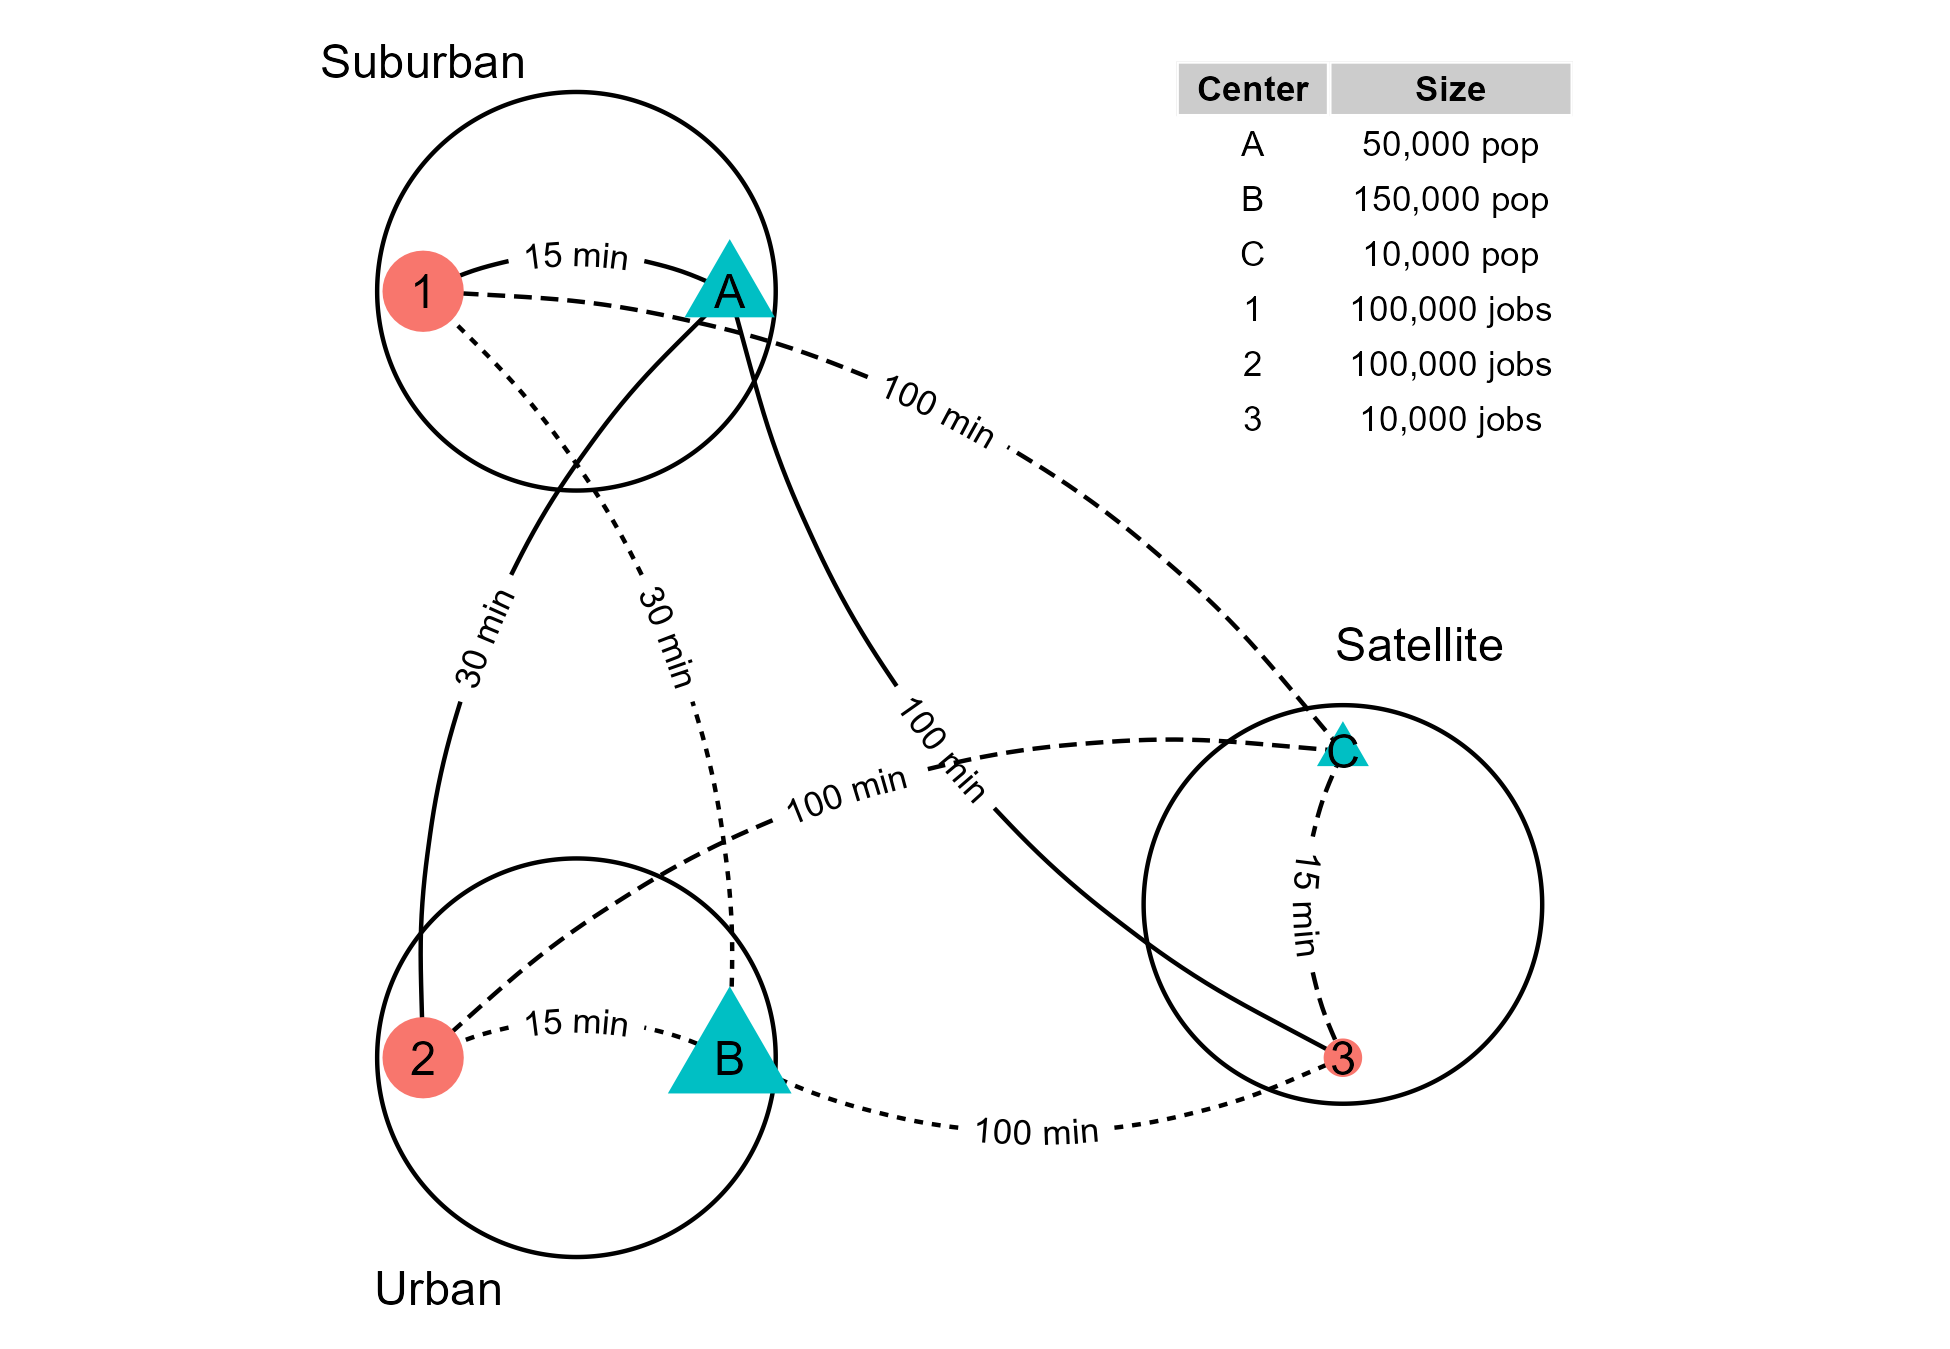 Suburban
Center Size
A 50,000 pop
B 150,000 pop
C 10,000 pop
1 100,000 jobs
2 100,000 jobs
3 10,000 jobs
15 min
1
A
100 min
30 min
30 min
Satellite
100 min
100 min
C
15 min
15 min
2
B
3
100 min
Urban